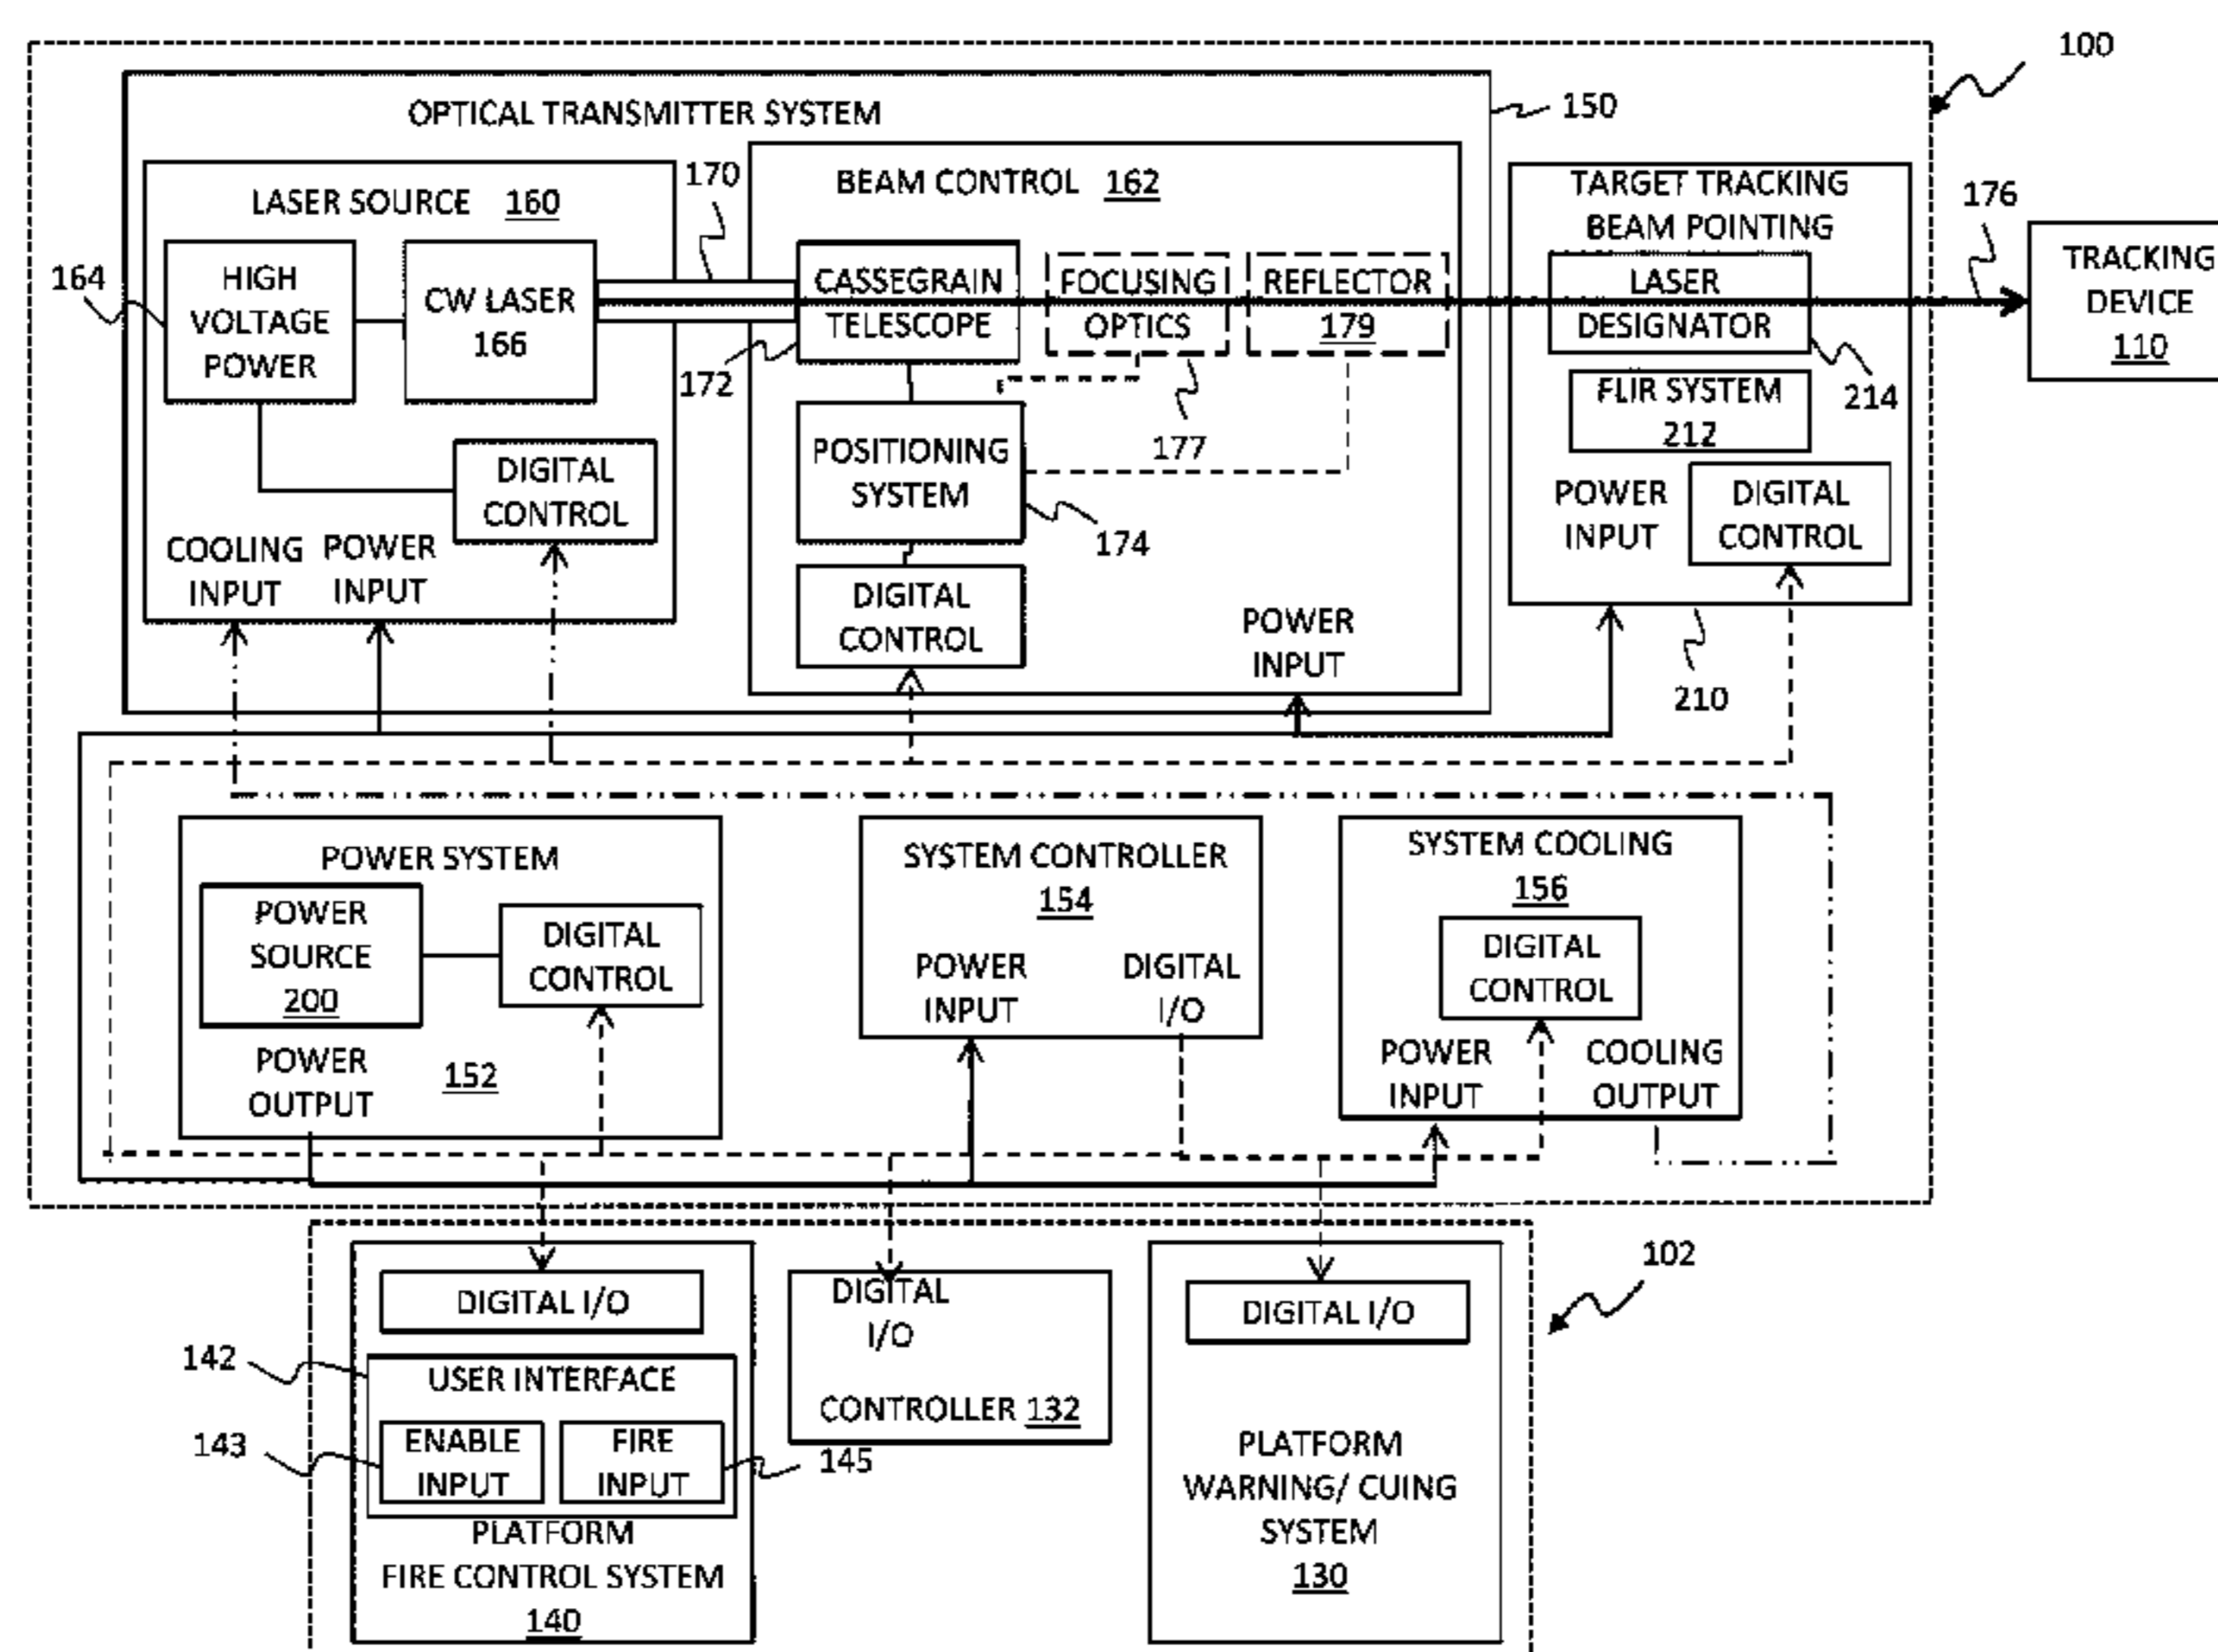 100
OPTICAL TRANSMITTER SYSTEM
150
LASER SOURCE 160
170
BEAM CONTROL 162
TARGET TRACKING
BEAM POINTING
176
164
HIGH
VOLTAGE
POWER
CW LASER
166
CASSEGRAIN
TELESCOPE
172
FOCUSING
OPTICS
177
REFLECTOR
179
LASER
DESIGNATOR
214
TRACKING
DEVICE
110
FLIR SYSTEM
212
POSITIONING
SYSTEM
174
DIGITAL
CONTROL
POWER
INPUT
DIGITAL
CONTROL
COOLING
INPUT
POWER
INPUT
DIGITAL
CONTROL
POWER
INPUT
210
POWER SYSTEM
POWER
SOURCE
200
DIGITAL
CONTROL
POWER
OUTPUT
152
SYSTEM CONTROLLER
154
POWER
INPUT
DIGITAL
I/O
SYSTEM COOLING
156
DIGITAL
CONTROL
POWER
INPUT
COOLING
OUTPUT
102
DIGITAL I/O
142
USER INTERFACE
143
ENABLE
INPUT
FIRE
INPUT
145
PLATFORM
FIRE CONTROL SYSTEM
140
DIGITAL
I/O
CONTROLLER 132
DIGITAL I/O
PLATFORM
WARNING/ CUING
SYSTEM
130